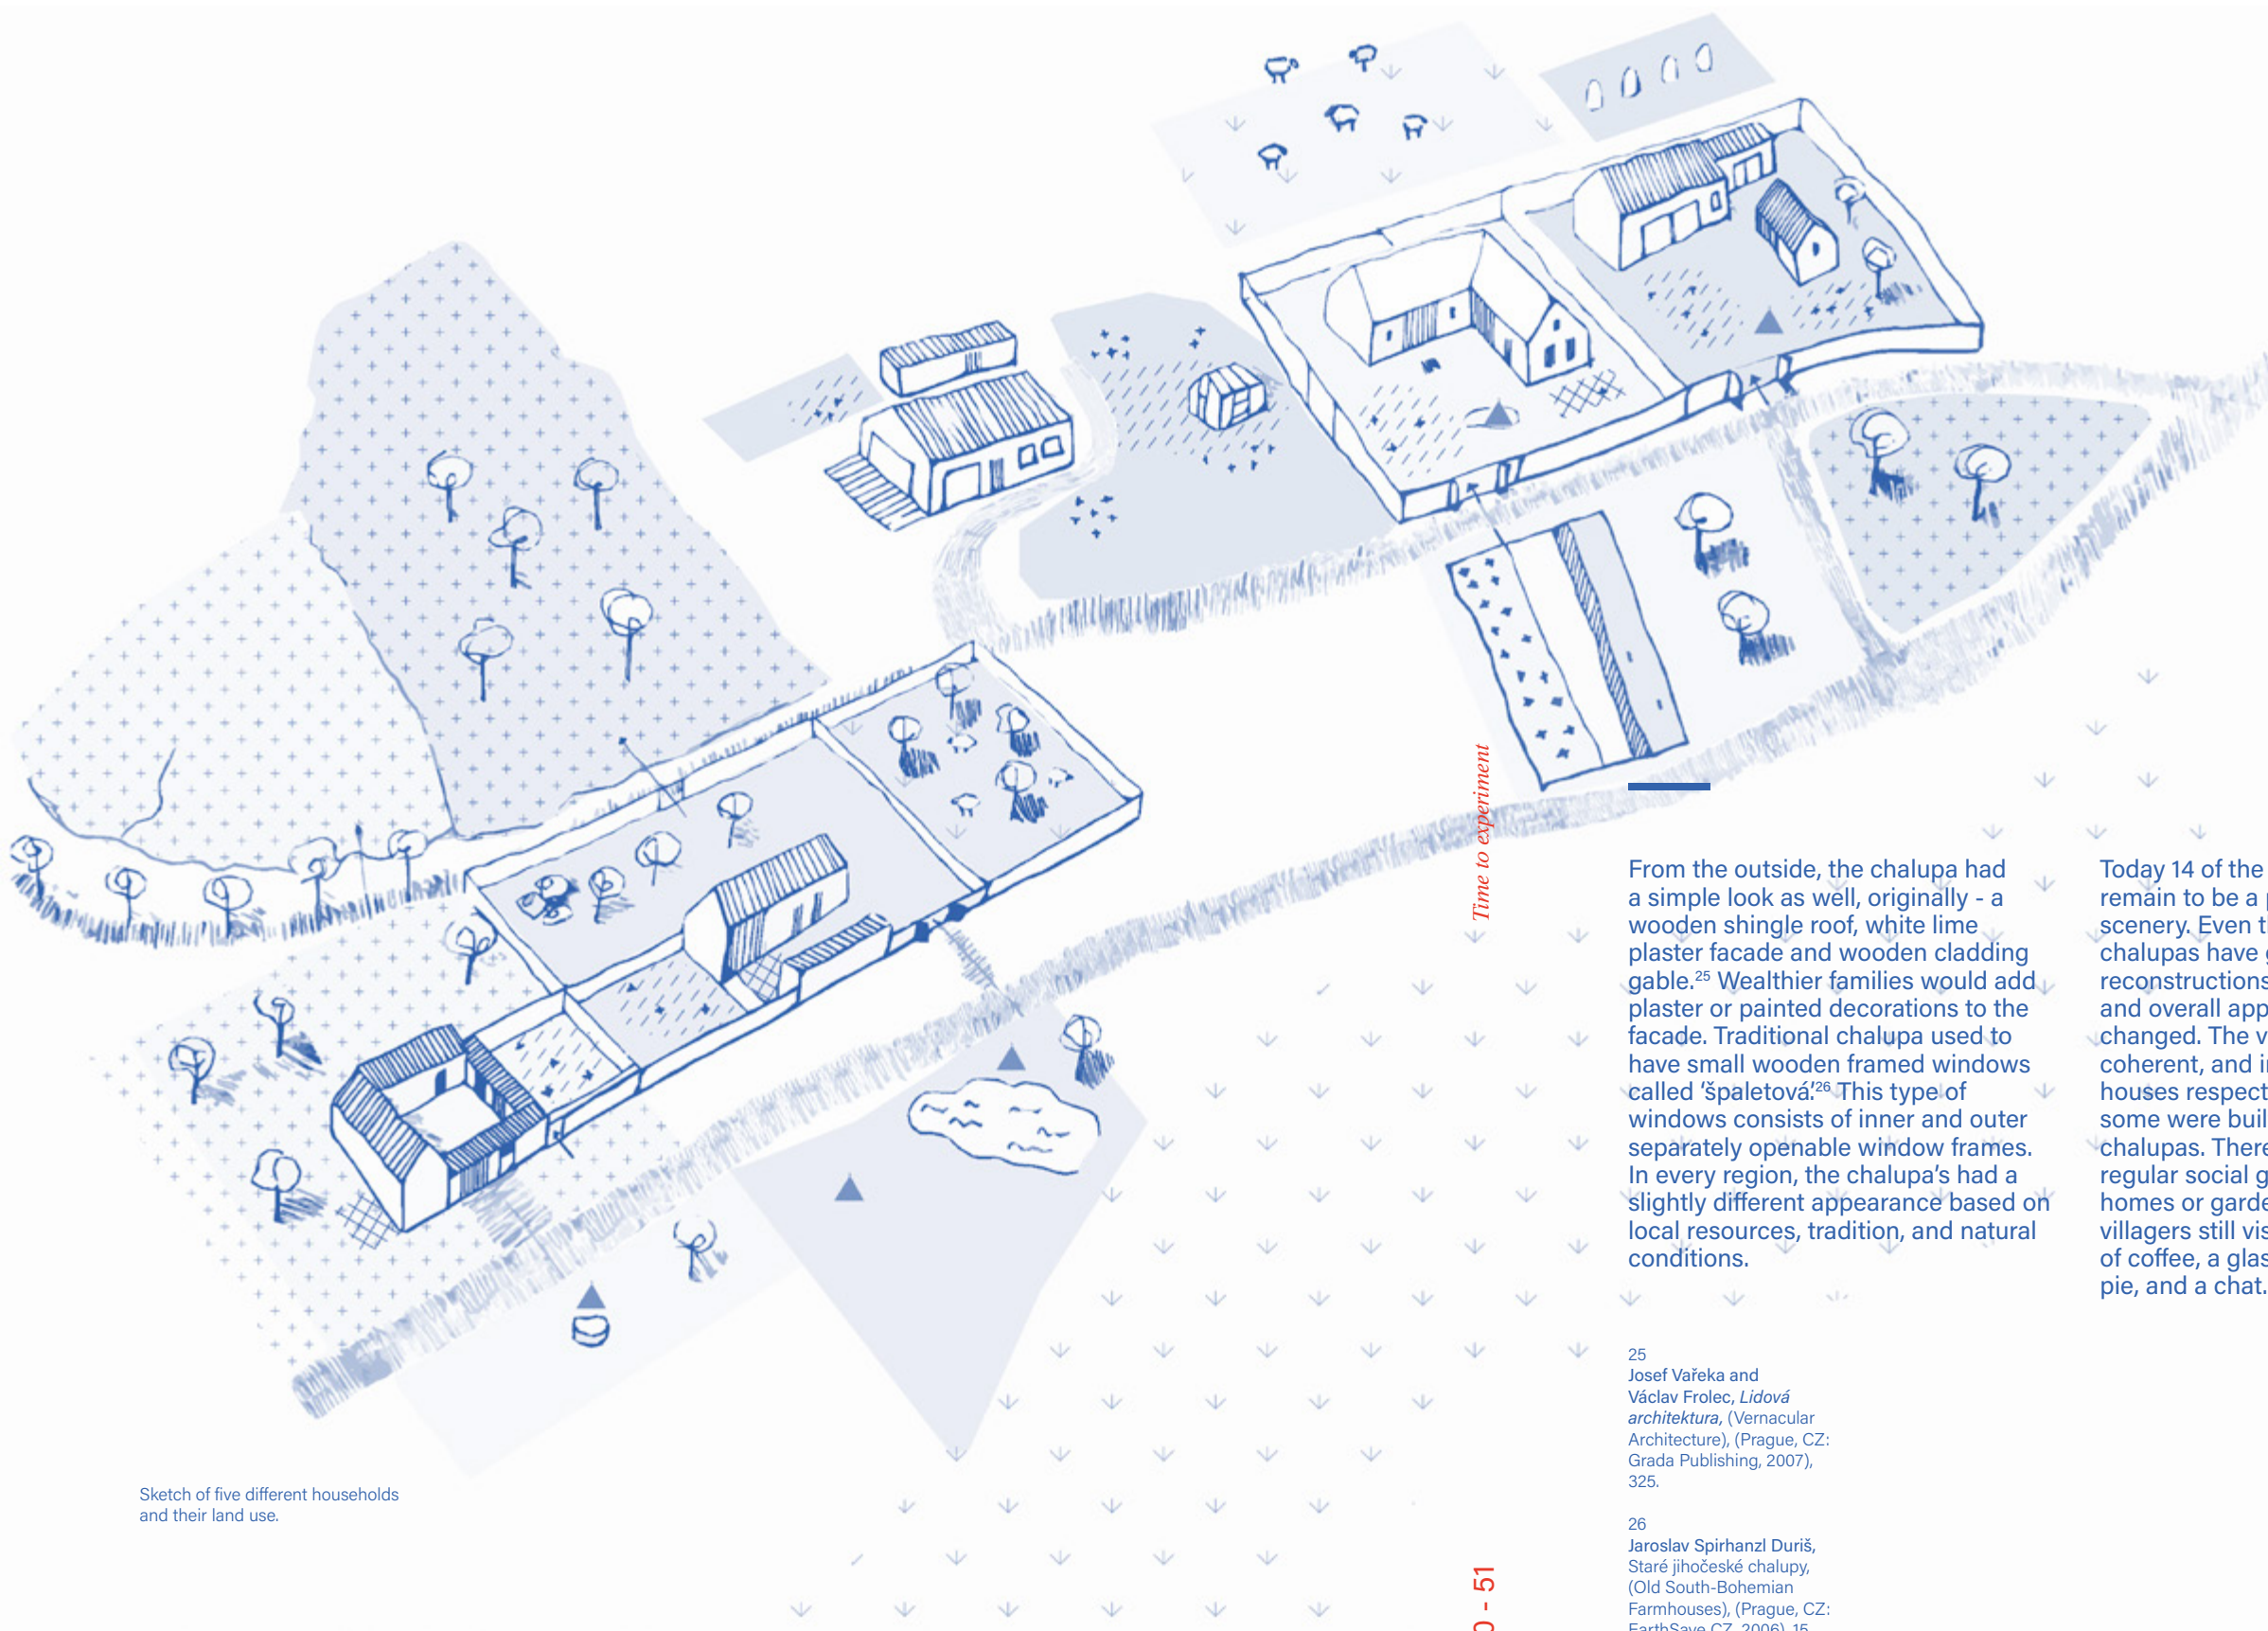 Time to experiment
From the outside, the chalupa had
a simple look as well, originally - a
wooden shingle roof, white lime
plaster facade and wooden cladding
gable.25 Wealthier families would add
plaster or painted decorations to the
facade. Traditional chalupa used to
have small wooden framed windows
called ‘špaletová’.26 This type of
windows consists of inner and outer
separately openable window frames.
In every region, the chalupa’s had a
slightly different appearance based on
local resources, tradition, and natural
conditions.
Today 14 of the
remain to be a
scenery. Even
chalupas have
reconstructions
and overall
changed. The
coherent, and
houses respect
some were
chalupas.
regular social
homes or
villagers still
of coffee, a
pie, and a chat.
25
Josef Vařeka and
Václav Frolec, Lidová
architektura, (Vernacular
Architecture), (Prague, CZ:
Grada Publishing, 2007),
325.
26
Jaroslav Spirhanzl Duriš,
Staré jihočeské chalupy,
(Old South-Bohemian
Farmhouses), (Prague, CZ:
EarthSave CZ, 2006), 15
Sketch of five different households
and their land use.
- 51